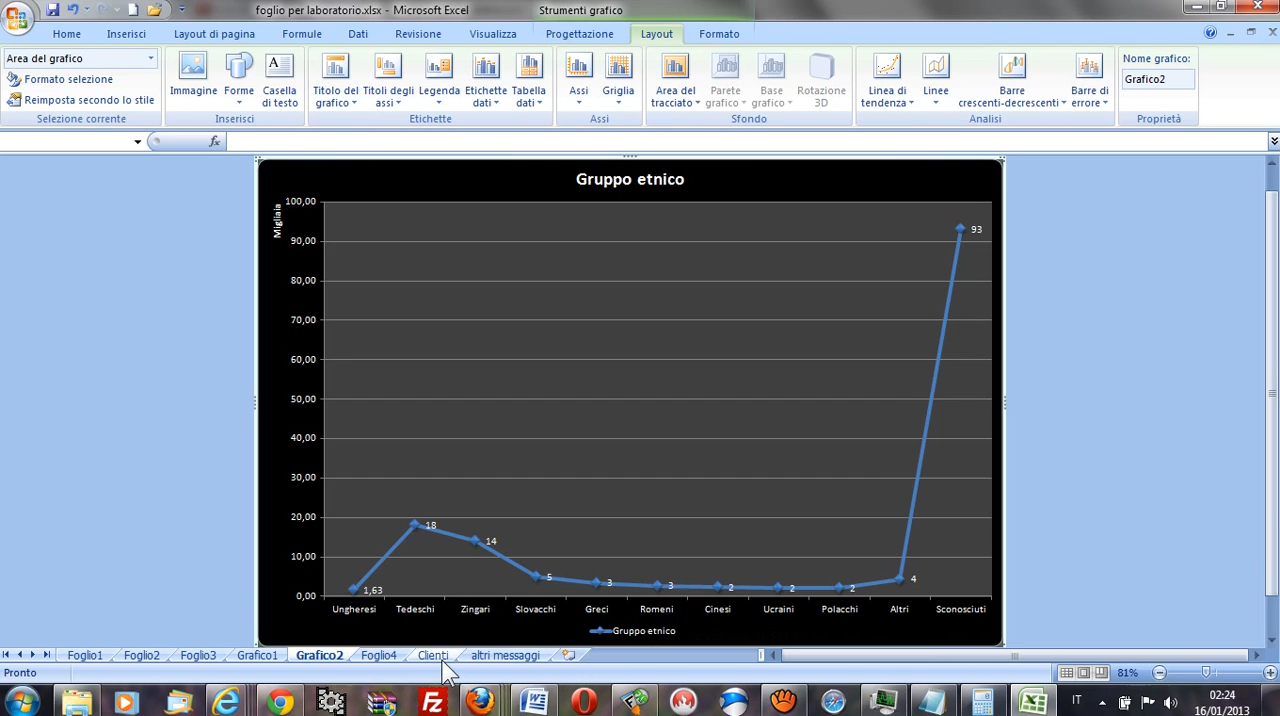 foglio per laboratorio.xlsx - Microsoft Excel
Strumenti grafico
Home Inserisci Layout di pagina Formule Dati Revisione Visualizza Progettazione Layout Formato
Area del grafico
Formato selezione
Reimposta secondo lo stile
Selezione corrente
Immagine
Forme
Casella di testo
Inserisci
Titolo del grafico
Titoli degli assi
Legenda
Etichette dati
Tabella dati
Etichette
Assi
Griglia
Assi
Area del tracciato
Parete grafico
Base grafico
Rotazione 3D
Sfondo
Linea di tendenza
Linee
Barre crescenti-decrescenti
Barre di errore
Analisi
Nome grafico:
Grafico2
Proprietà
fx
Gruppo etnico
Migliaia
100,00
90,00
80,00
70,00
60,00
50,00
40,00
30,00
20,00
10,00
0,00
1,63
18
14
5
3
3
2
2
2
4
93
Ungheresi Tedeschi Zingari Slovacchi Greci Romeni Cinesi Ucraini Polacchi Altri Sconosciuti
Gruppo etnico
Foglio1 Foglio2 Foglio3 Grafico1 Grafico2 Foglio4 Clienti altri messaggi
Pronto
81%
IT
02:24
16/01/2013